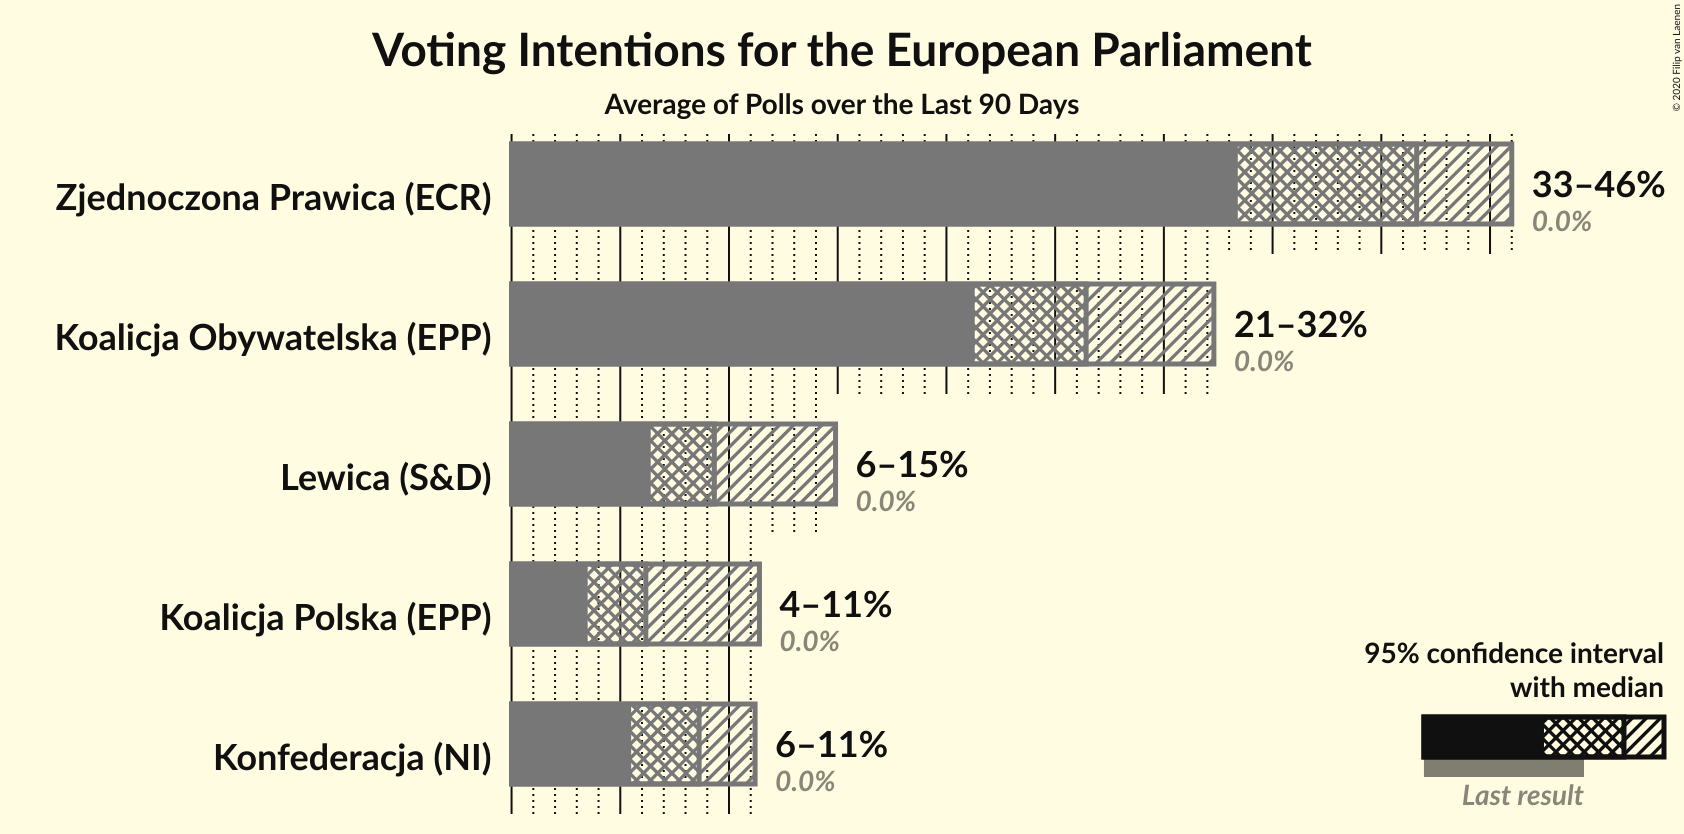 Voting Intentions for the European Parliament
Average of Polls over the Last 90 Days
© 2020 Filip van Laenen
Zjednoczona Prawica (ECR)
33–46%
0.0%
Koalicja Obywatelska (EPP)
21–32%
0.0%
Lewica (S&D)
6–15%
0.0%
Koalicja Polska (EPP)
4–11%
0.0%
Konfederacja (NI)
6–11%
0.0%
95% confidence interval
with median
Last result